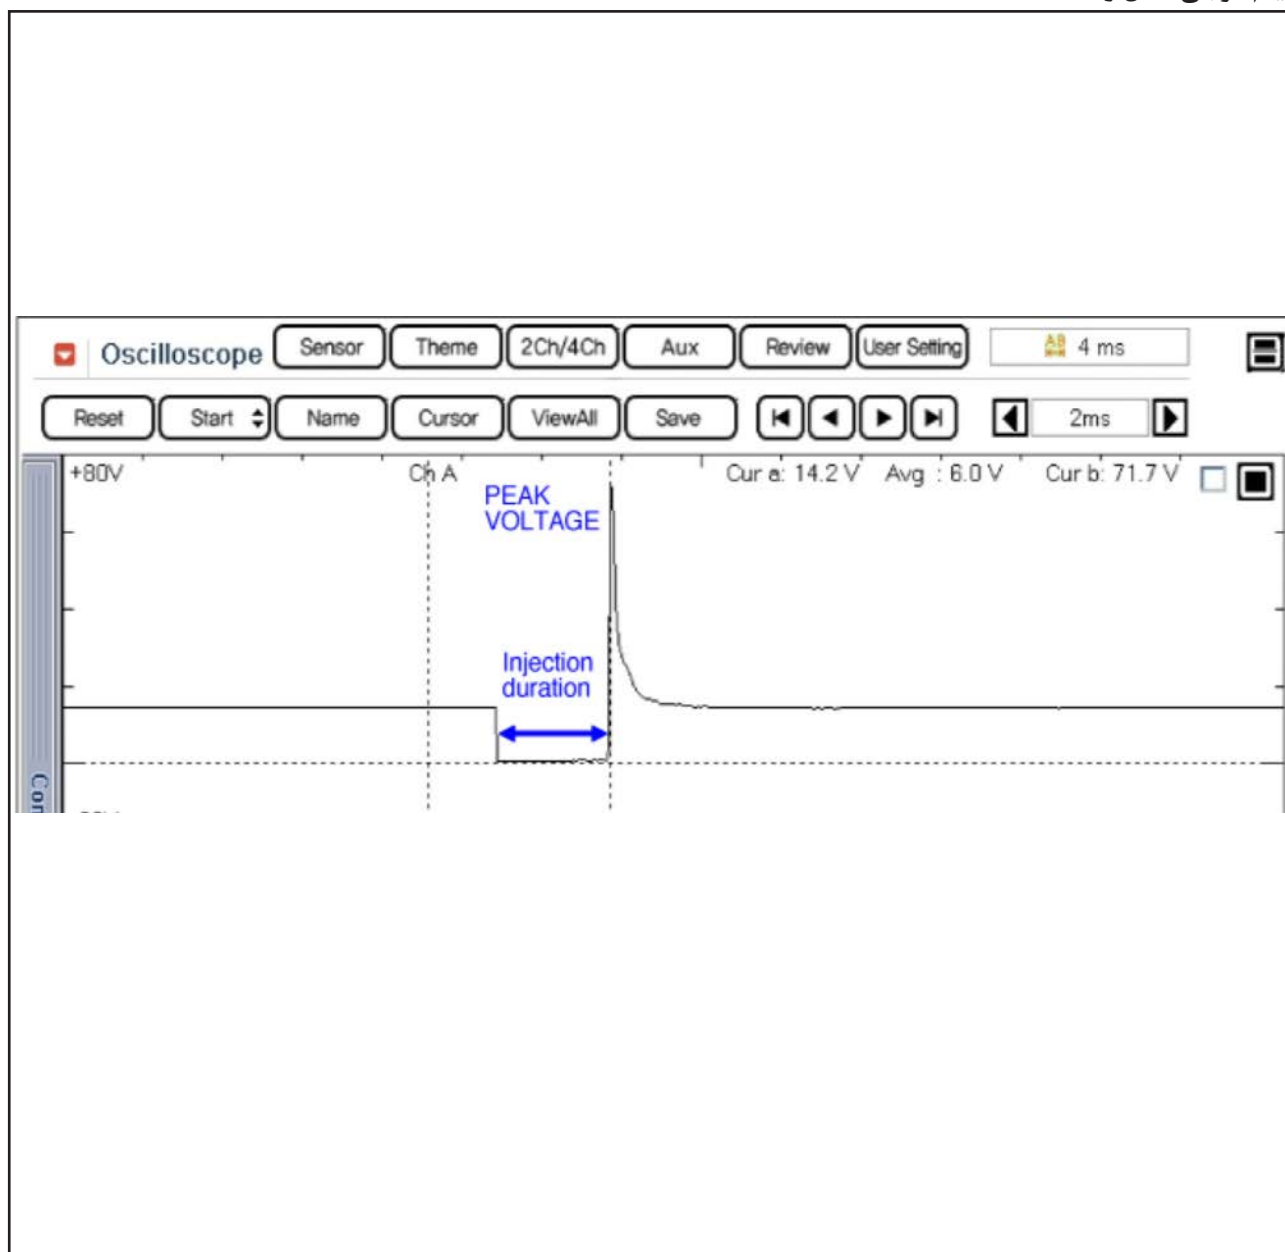 Oscilloscope Sensor Theme 2Ch/4Ch Aux Review User Setting AB 4 ms
Reset Start Name Cursor ViewAll Save 2ms
+80V Ch A Cur a: 14.2 V Avg : 6.0 V Cur b: 71.7 V
PEAK
VOLTAGE
Injection
duration